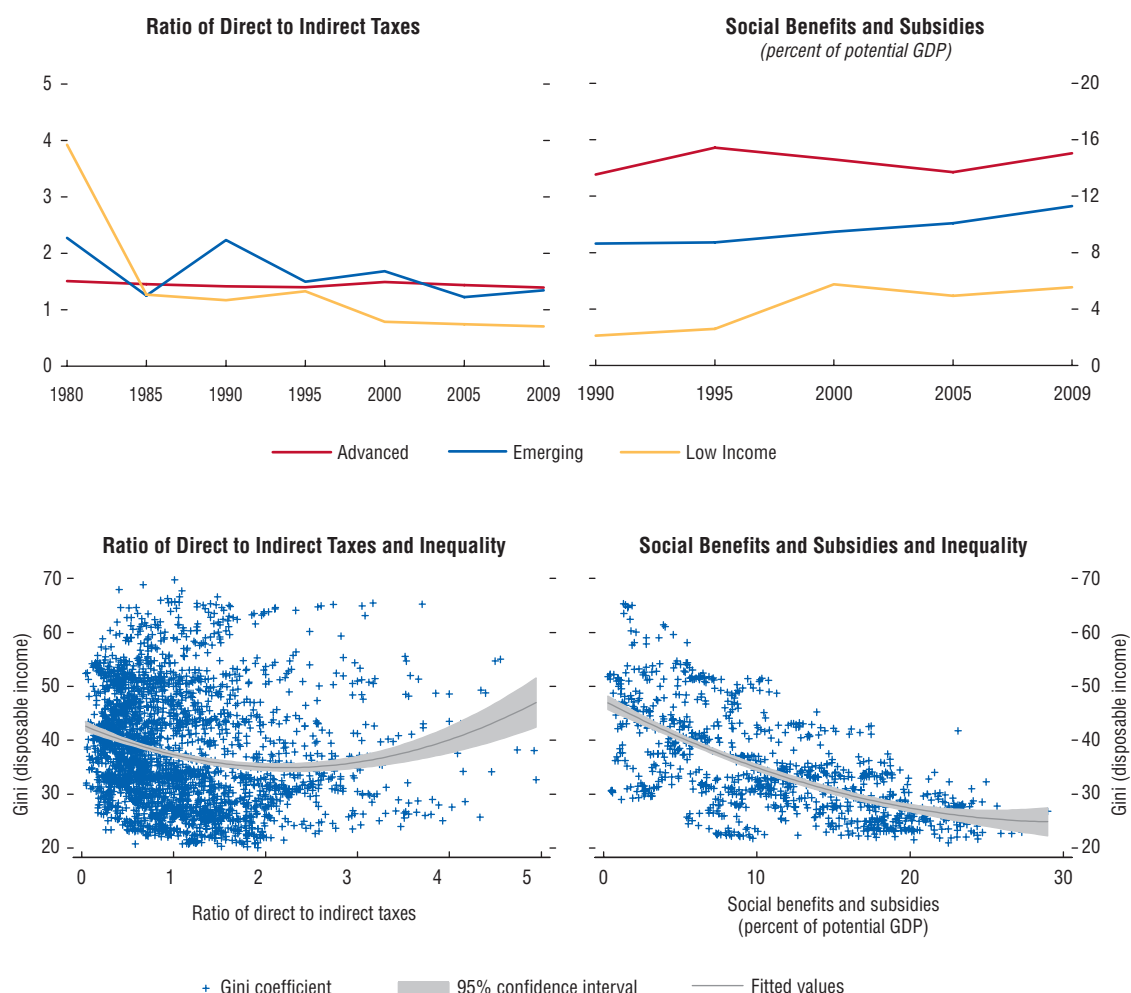 Ratio of Direct to Indirect Taxes
Social Benefits and Subsidies
(percent of potential GDP)
5
4
3
2
1
0
1980 1985 1990 1995 2000 2005 2009
20
16
12
8
4
0
1990 1995 2000 2005 2009
Advanced Emerging Low Income
Ratio of Direct to Indirect Taxes and Inequality
Social Benefits and Subsidies and Inequality
Gini (disposable income)
70
60
50
40
30
20
0 1 2 3 4 5
Ratio of direct to indirect taxes
70
60
50
40
30
20
Gini (disposable income)
0 10 20 30
Social benefits and subsidies
(percent of potential GDP)
Gini coefficient 95% confidence interval Fitted values